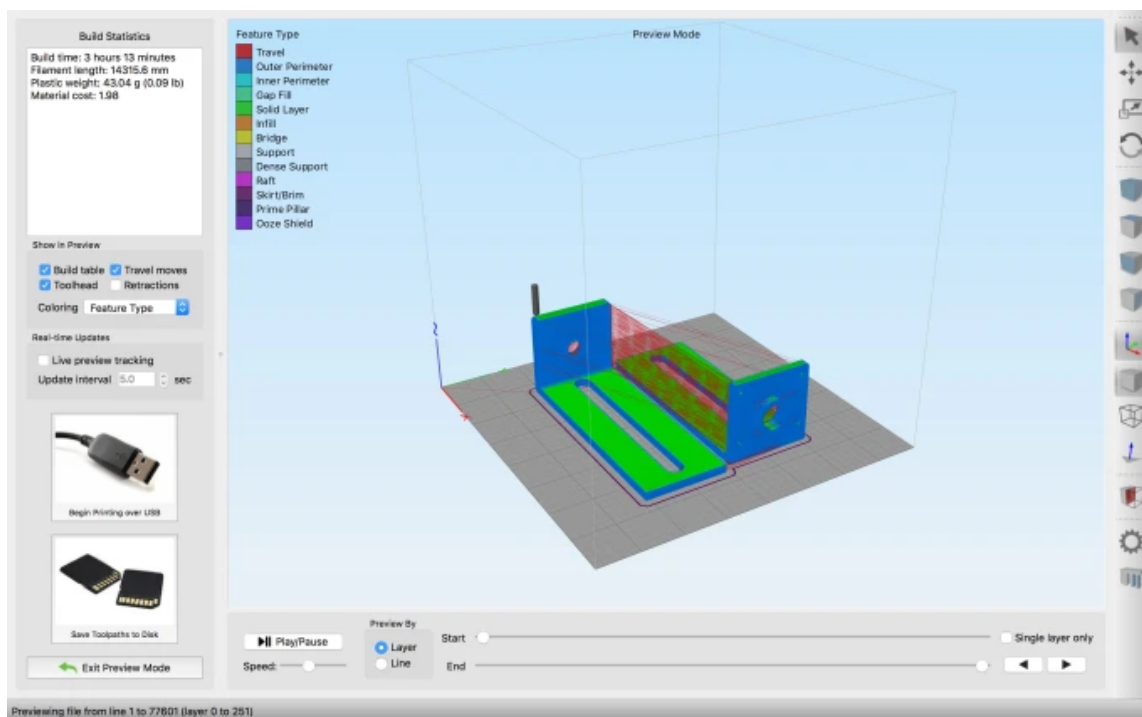 Build Statistics
Build time: 3 hours 13 minutes
Filament length: 14315.6 mm
Plastic weight: 43.04 g (0.09 lb)
Material cost: 1.98
Show in Preview
Build table
Travel moves
Toolhead
Retractions
Coloring
Feature Type
Real-time Updates
Live preview tracking
Update interval 5.0 sec
Begin Printing over USB
Save Toolpaths to Disk
Exit Preview Mode
Feature Type
Travel
Outer Perimeter
Inner Perimeter
Gap Fill
Solid Layer
Infill
Bridge
Support
Dense Support
Raft
Skirt/Brim
Prime Pillar
Ooze Shield
Preview Mode
Play/Pause
Speed:
Preview By
Layer
Line
Start
End
Single layer only
Previewing file from line 1 to 77601 (layer 0 to 251)